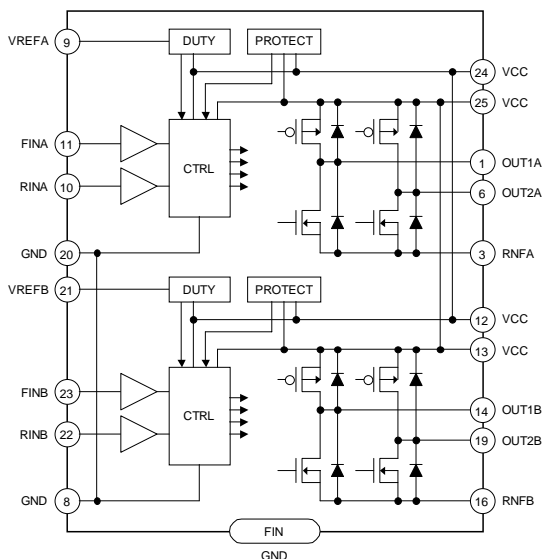 VREFA 9 DUTY PROTECT
24 VCC
25 VCC
FINA 11
CTRL
1 OUT1A
RINA 10
6 OUT2A
GND 20
3 RNFA
VREFB 21 DUTY PROTECT
12 VCC
13 VCC
FINB 23
CTRL
14 OUT1B
RINB 22
19 OUT2B
GND 8
16 RNFB
FIN
GND